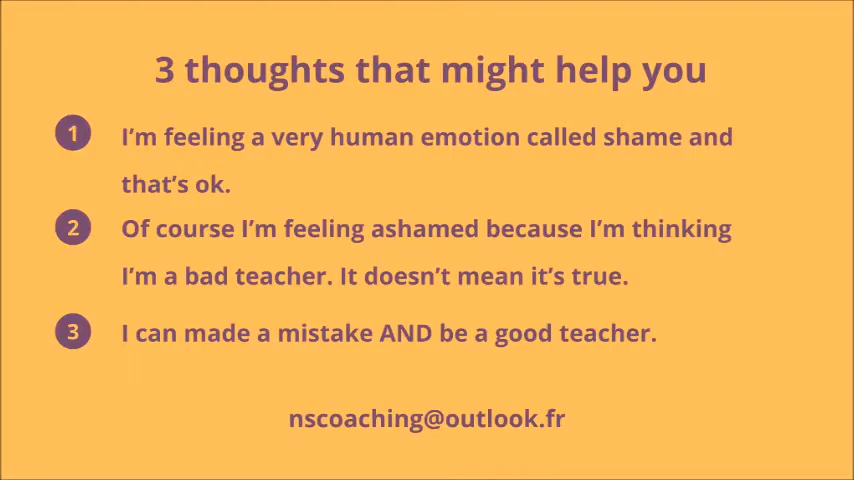 3 thoughts that might help you
1 I’m feeling a very human emotion called shame and
that’s ok.
2 Of course I’m feeling ashamed because I’m thinking
I’m a bad teacher. It doesn’t mean it’s true.
3 I can made a mistake AND be a good teacher.
nscoaching@outlook.fr